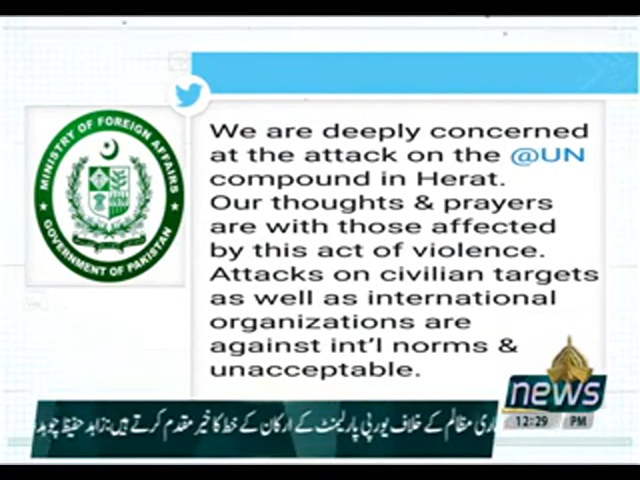 MINISTRY OF FOREIGN AFFAIRS
GOVERNMENT OF PAKISTAN
We are deeply concerned
at the attack on the @UN
compound in Herat.
Our thoughts & prayers
are with those affected
by this act of violence.
Attacks on civilian targets
as well as international
organizations are
against int'l norms &
unacceptable.
news
12:29 PM
اری مظالم کے خلاف یورپی پارلیمنٹ کے ارکان کے خط کا خیر مقدم کرتے ہیں:زاہد حفیظ چوہد